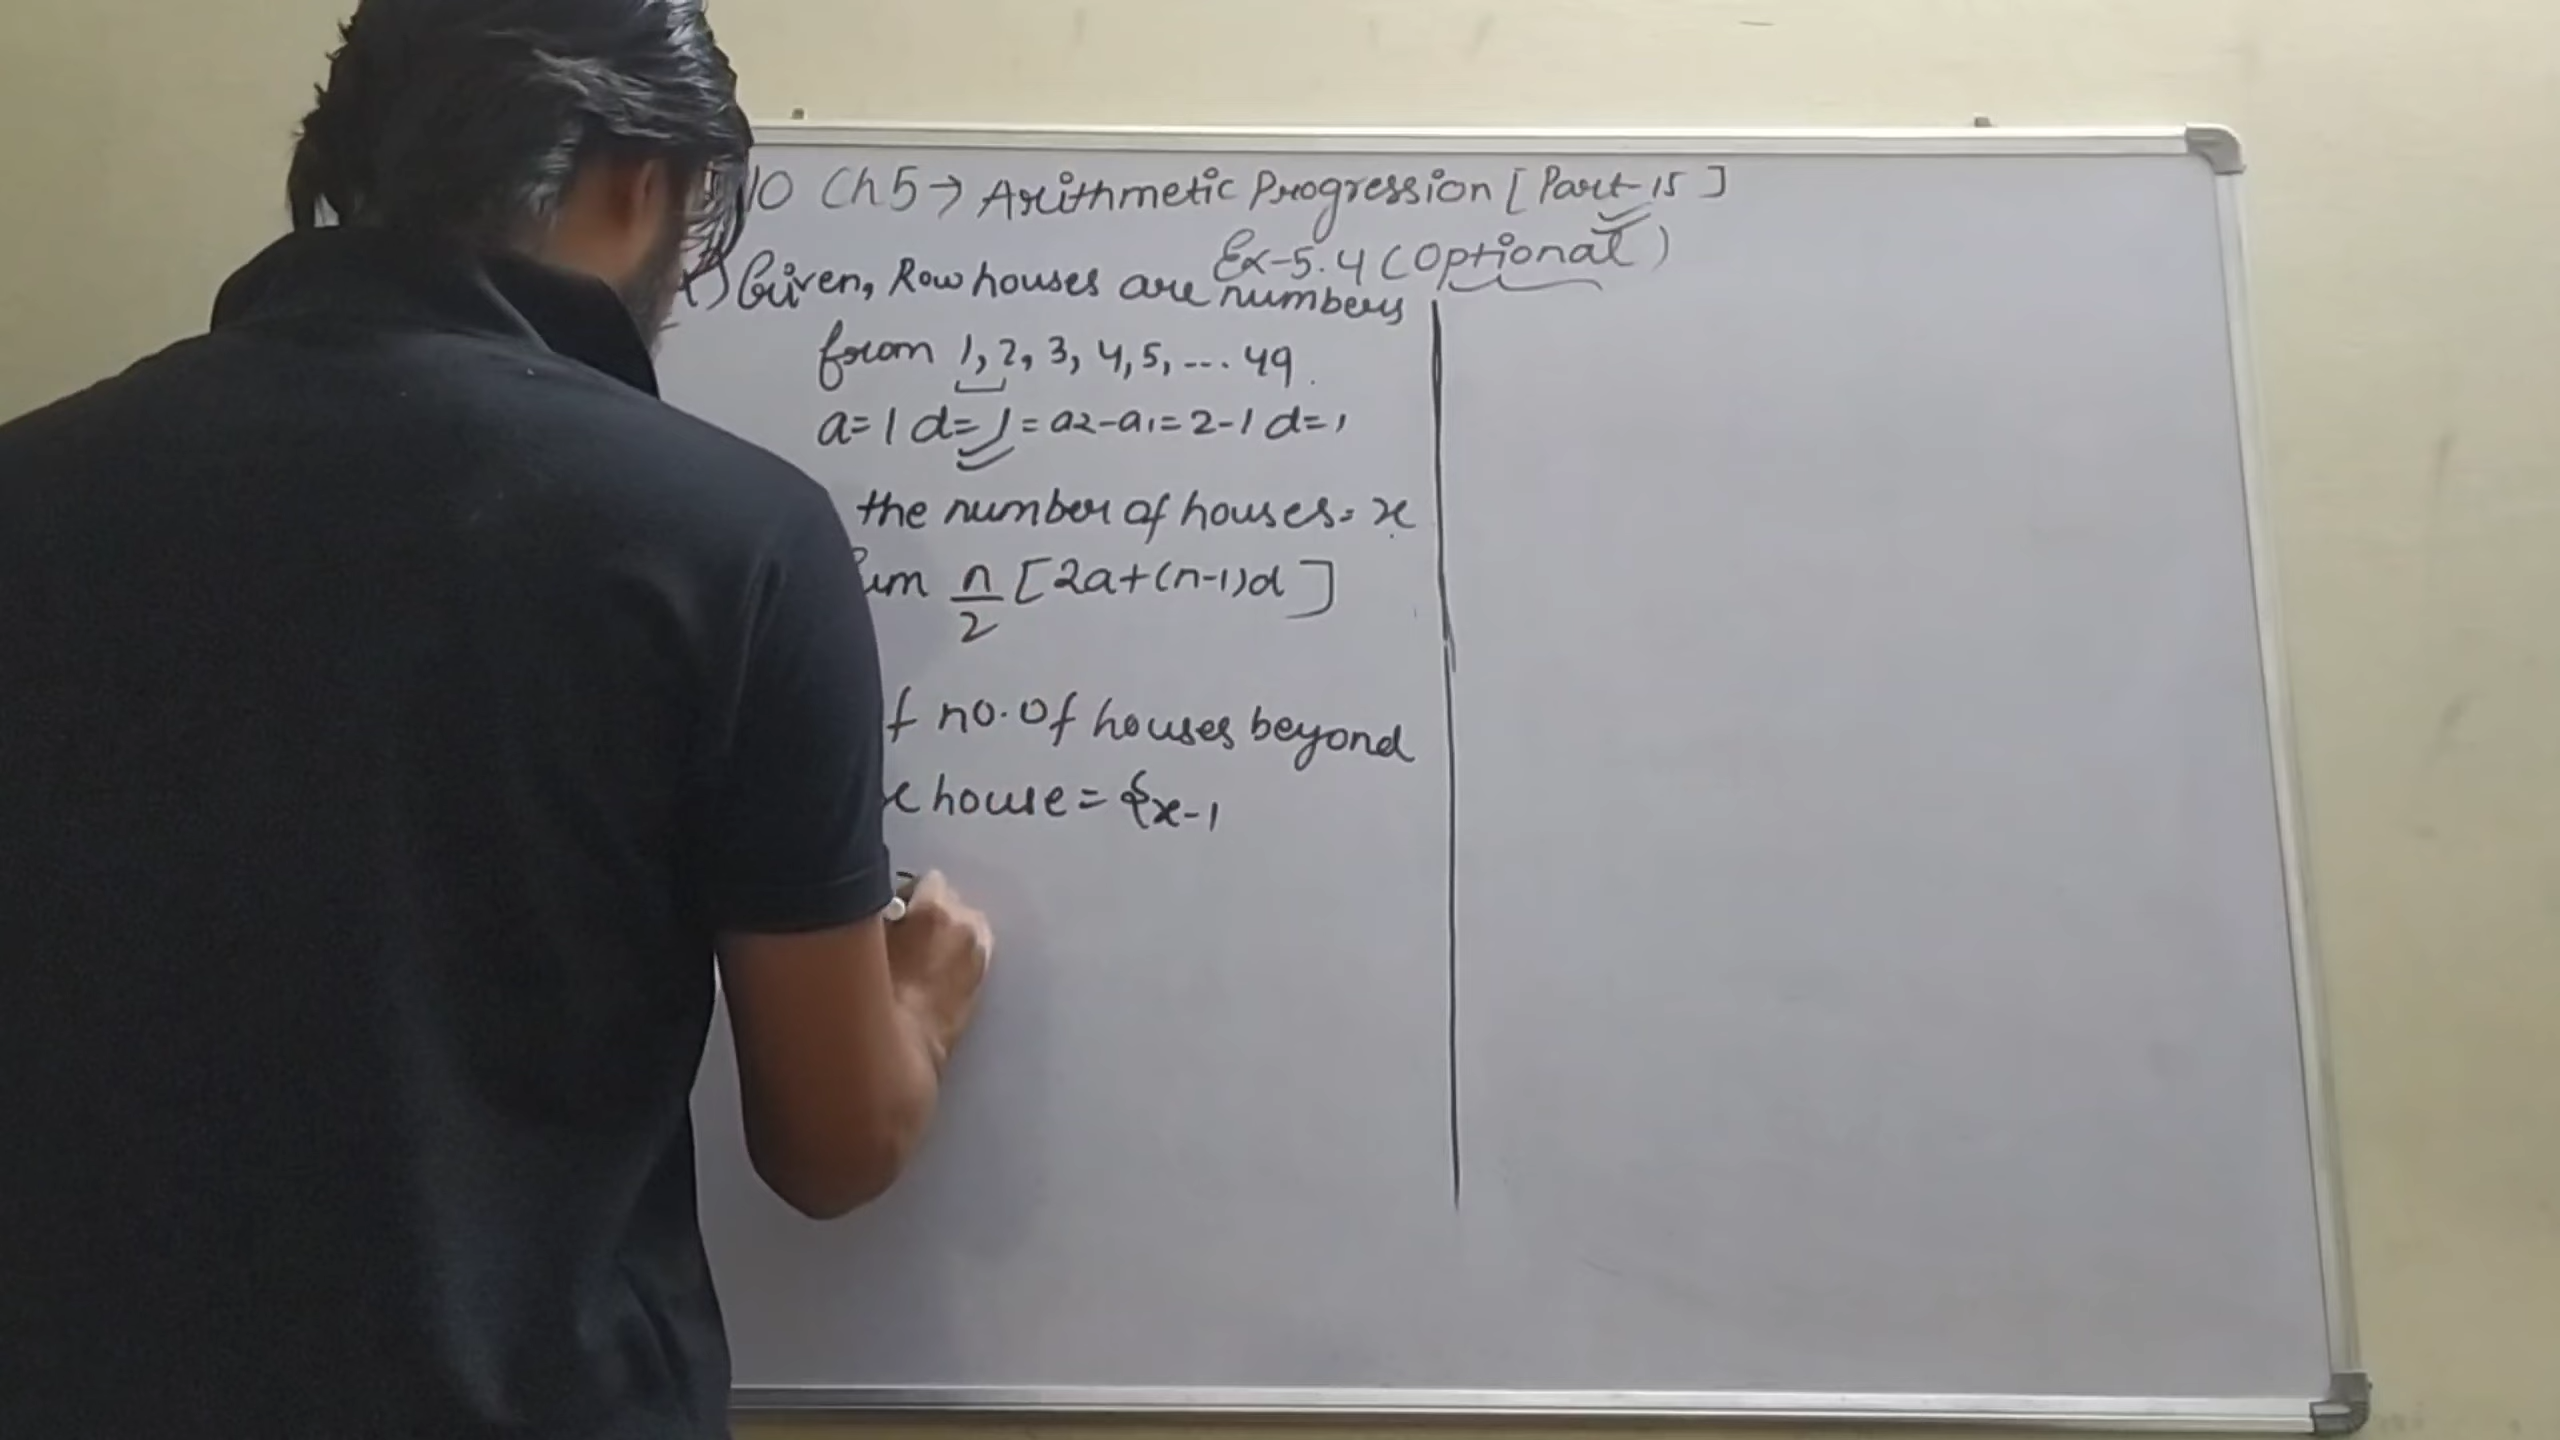 10 Ch 5 → Arithmetic Progression [Part-15]
Ex-5.4 (Optional)
Given, Row houses are numbers
from 1, 2, 3, 4, 5, --- 49.
a=1 d=1=a2-a1=2-1 d=1
the number of houses= x
n/2 [2a+(n-1)d]
no. of houses beyond
x house = {x-1